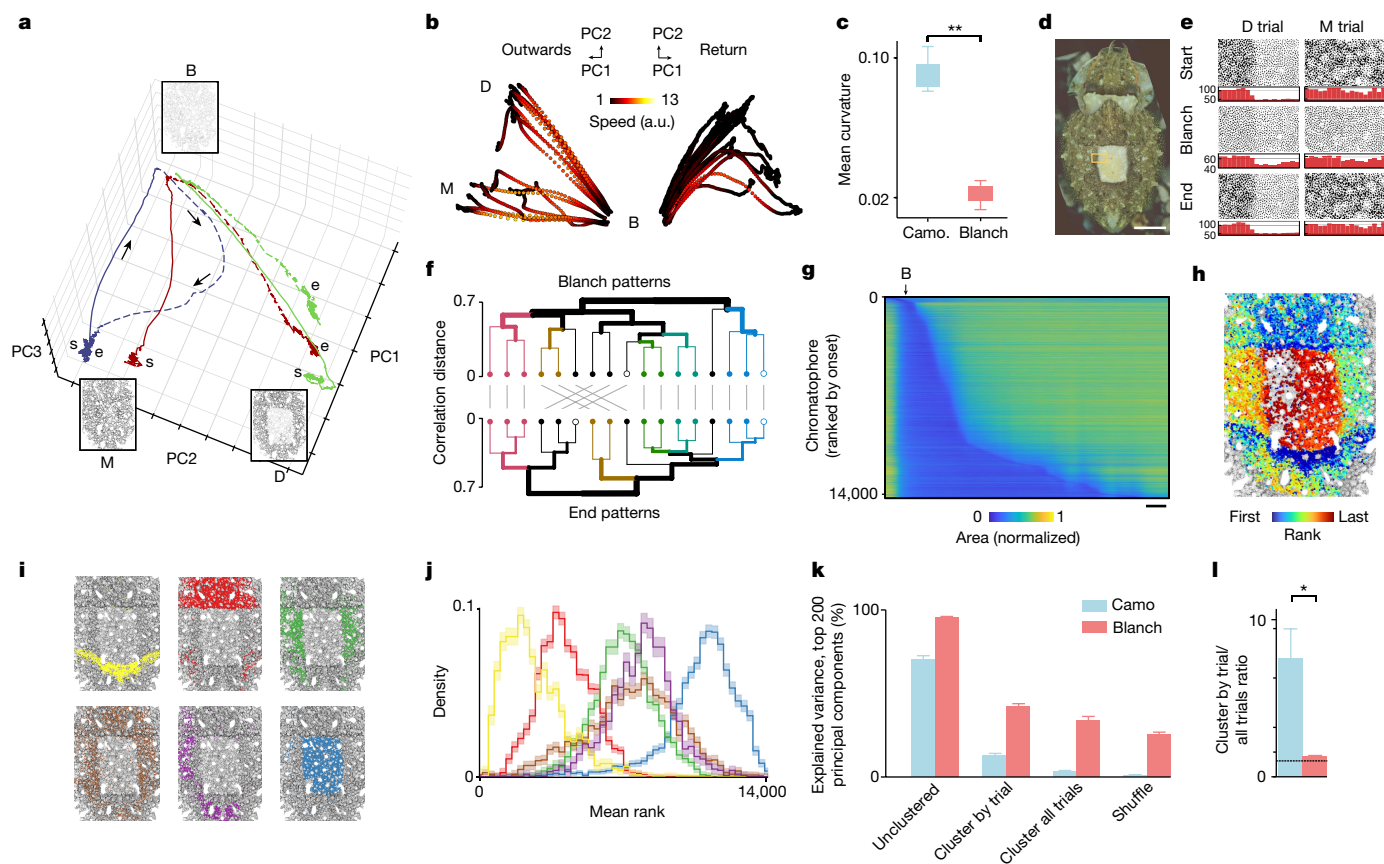 a
B
PC3
s
e
s
e
e
s
PC1
M
PC2
D
b
Outwards
PC2
PC1
PC2
PC1
Return
D
1
13
Speed (a.u.)
M
B
c
**
Mean curvature
0.10
0.02
Camo.
Blanch
d
e
D trial
M trial
Start
100
50
Blanch
60
40
End
100
50
f
Blanch patterns
0.7
0
Correlation distance
0
0.7
End patterns
g
B
0
Chromatophore
(ranked by onset)
14,000
0
1
Area (normalized)
h
First
Last
Rank
i
j
0.1
Density
0
0
14,000
Mean rank
k
Explained variance, top 200
principal components (%)
100
0
Camo
Blanch
Unclustered
Cluster by trial
Cluster all trials
Shuffle
l
*
Cluster by trial/
all trials ratio
10
0